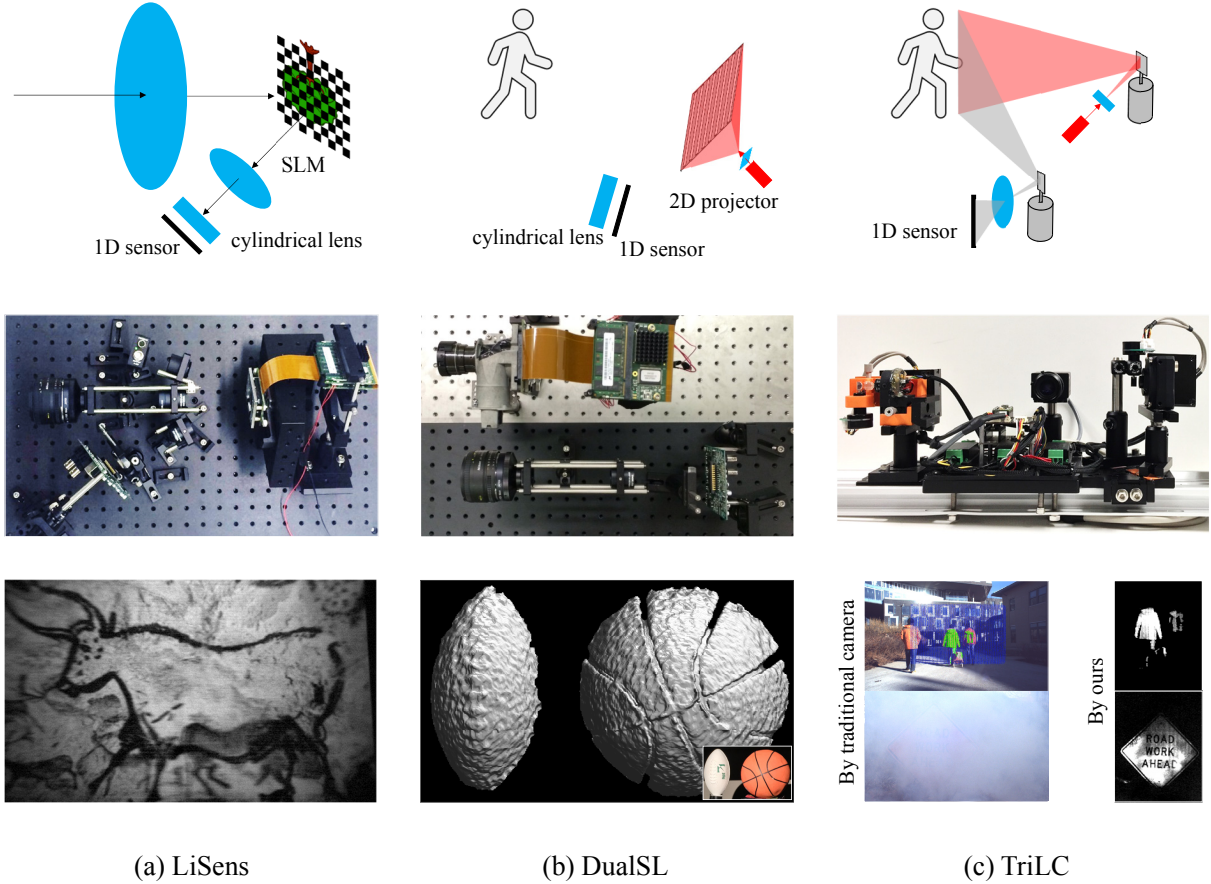 SLM
1D sensor
cylindrical lens
2D projector
cylindrical lens
1D sensor
1D sensor
By traditional camera
By ours
ROAD
WORK
AHEAD
(a) LiSens
(b) DualSL
(c) TriLC